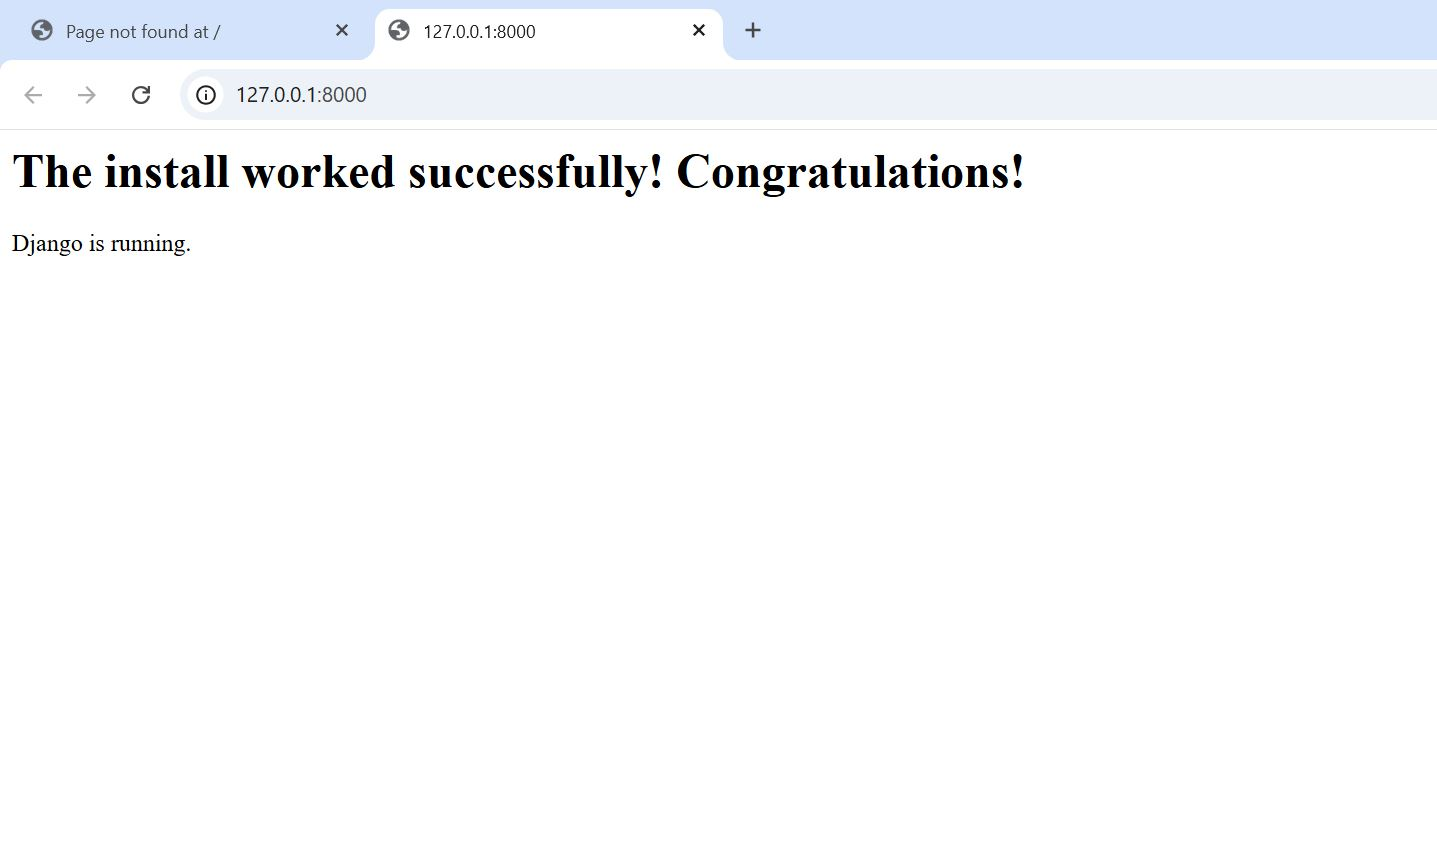 Page not found at /
127.0.0.1:8000
127.0.0.1:8000
The install worked successfully! Congratulations!
Django is running.